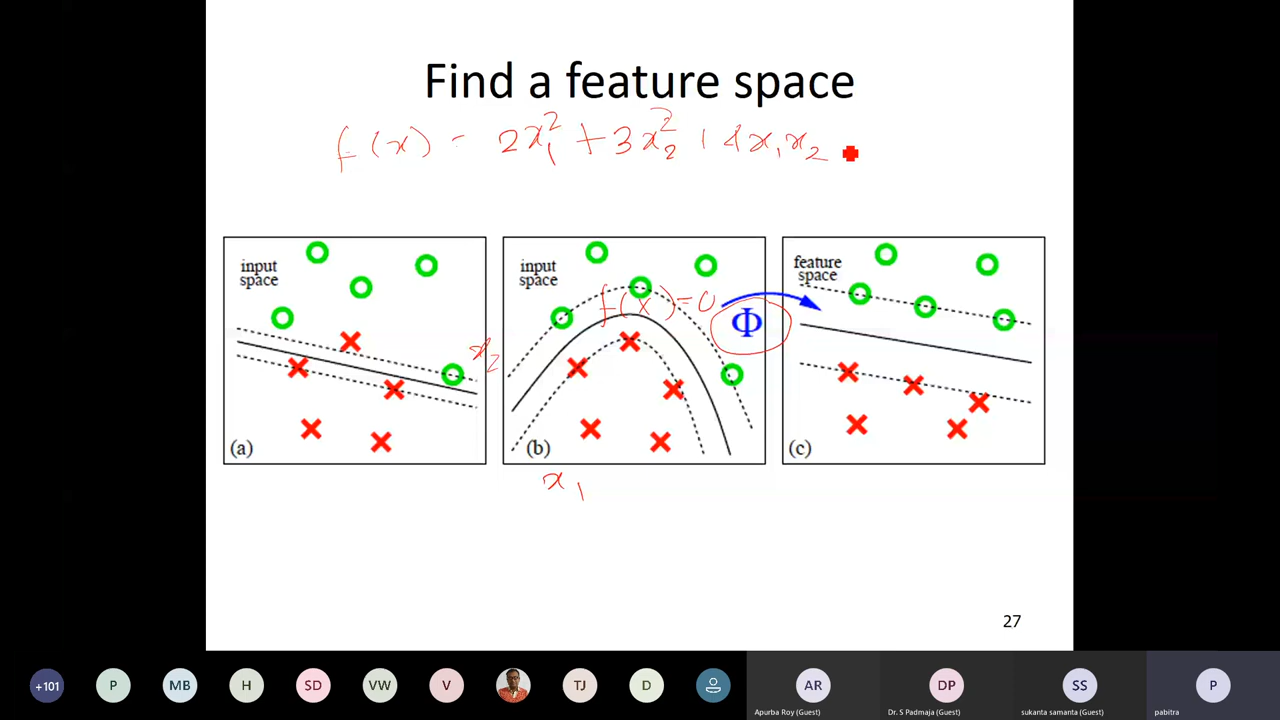 Find a feature space
f(x) = 2x₁² + 3x₂² + 4x₁x₂
input
space
(a)
x₂
input
space
f(x)=0
Φ
(b)
feature
space
(c)
x₁
27
+101
P
MB
H
SD
VW
V
TJ
D
AR
Apurba Roy (Guest)
DP
Dr. S Padmaja (Guest)
SS
sukanta samanta (Guest)
P
pabitra